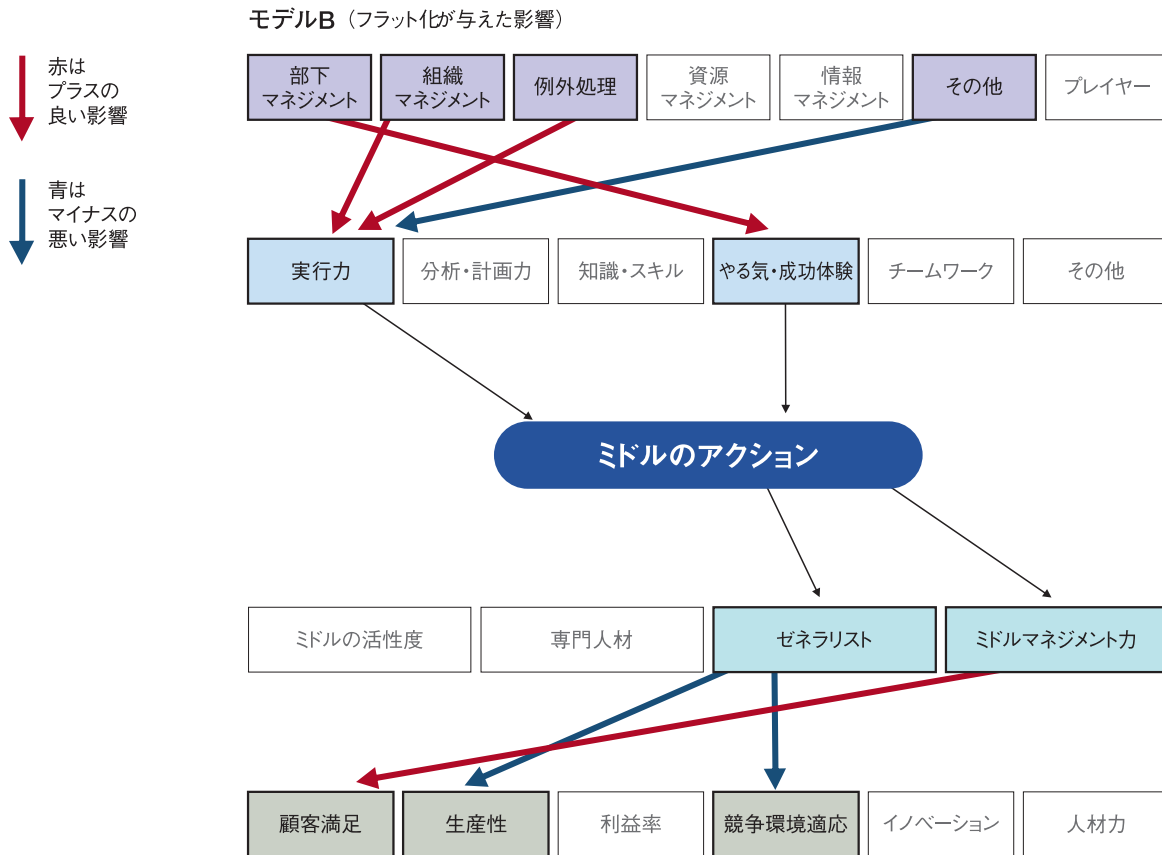 モデルB（フラット化が与えた影響）
赤は
プラスの
良い影響
青は
マイナスの
悪い影響
部下
マネジメント
組織
マネジメント
例外処理
資源
マネジメント
情報
マネジメント
その他
プレイヤー
実行力
分析・計画力
知識・スキル
やる気・成功体験
チームワーク
その他
ミドルのアクション
ミドルの活性度
専門人材
ゼネラリスト
ミドルマネジメント力
顧客満足
生産性
利益率
競争環境適応
イノベーション
人材力